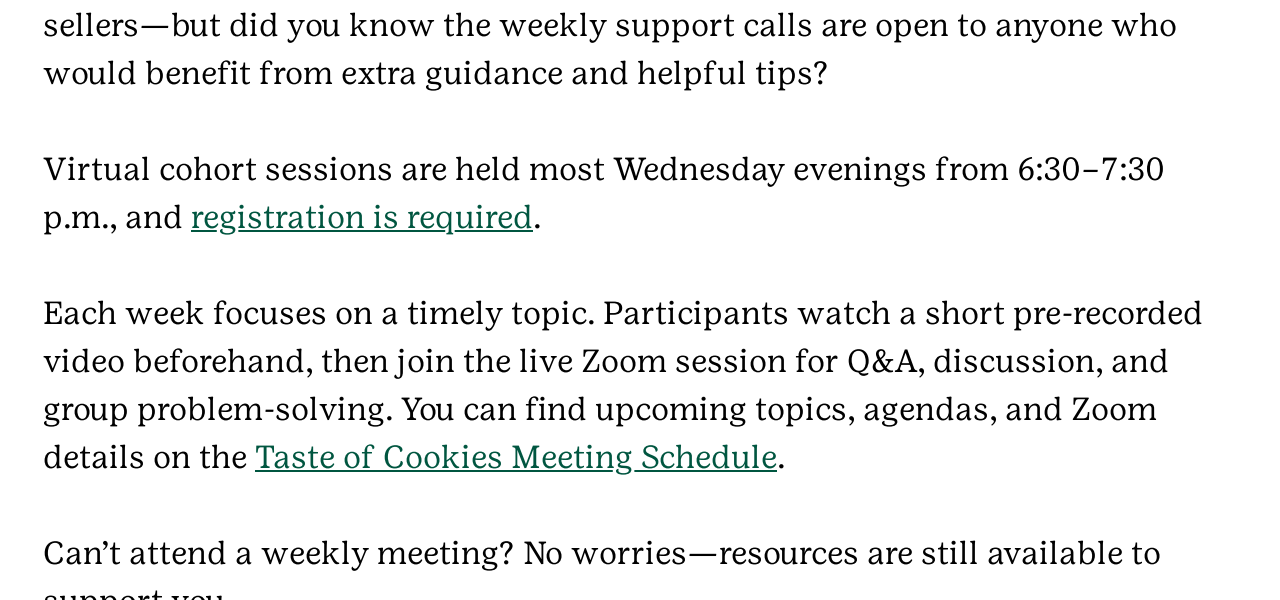 sellers—but did you know the weekly support calls are open to anyone who
would benefit from extra guidance and helpful tips?
Virtual cohort sessions are held most Wednesday evenings from 6:30–7:30
p.m., and registration is required.
Each week focuses on a timely topic. Participants watch a short pre-recorded
video beforehand, then join the live Zoom session for Q&A, discussion, and
group problem-solving. You can find upcoming topics, agendas, and Zoom
details on the Taste of Cookies Meeting Schedule.
Can’t attend a weekly meeting? No worries—resources are still available to
support you